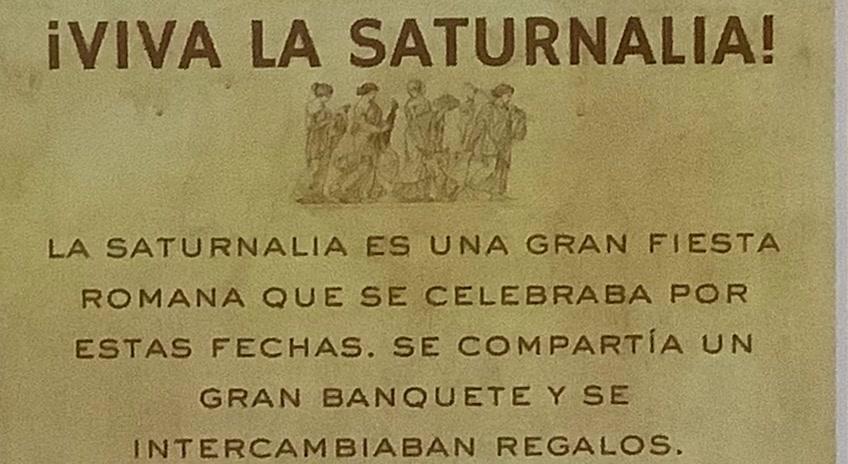 ¡VIVA LA SATURNALIA!
LA SATURNALIA ES UNA GRAN FIESTA
ROMANA QUE SE CELEBRABA POR
ESTAS FECHAS. SE COMPARTÍA UN
GRAN BANQUETE Y SE
INTERCAMBIABAN REGALOS.